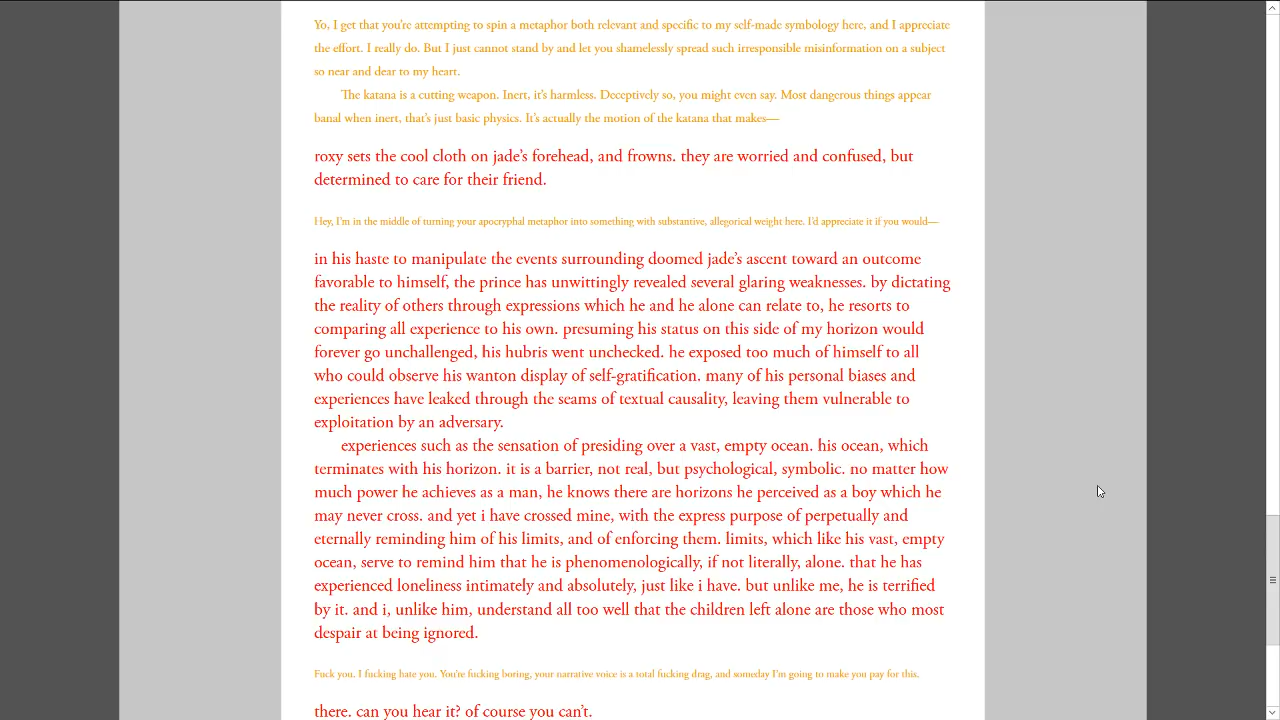 Yo, I get that you're attempting to spin a metaphor both relevant and specific to my self-made symbology here, and I appreciate
the effort. I really do. But I just cannot stand by and let you shamelessly spread such irresponsible misinformation on a subject
so near and dear to my heart.
The katana is a cutting weapon. Inert, it's harmless. Deceptively so, you might even say. Most dangerous things appear
banal when inert, that's just basic physics. It's actually the motion of the katana that makes—
roxy sets the cool cloth on jade's forehead, and frowns. they are worried and confused, but
determined to care for their friend.
Hey, I'm in the middle of turning your apocryphal metaphor into something with substantive, allegorical weight here. I'd appreciate it if you would—
in his haste to manipulate the events surrounding doomed jade's ascent toward an outcome
favorable to himself, the prince has unwittingly revealed several glaring weaknesses. by dictating
the reality of others through expressions which he and he alone can relate to, he resorts to
comparing all experience to his own. presuming his status on this side of my horizon would
forever go unchallenged, his hubris went unchecked. he exposed too much of himself to all
who could observe his wanton display of self-gratification. many of his personal biases and
experiences have leaked through the seams of textual causality, leaving them vulnerable to
exploitation by an adversary.
experiences such as the sensation of presiding over a vast, empty ocean. his ocean, which
terminates with his horizon. it is a barrier, not real, but psychological, symbolic. no matter how
much power he achieves as a man, he knows there are horizons he perceived as a boy which he
may never cross. and yet i have crossed mine, with the express purpose of perpetually and
eternally reminding him of his limits, and of enforcing them. limits, which like his vast, empty
ocean, serve to remind him that he is phenomenologically, if not literally, alone. that he has
experienced loneliness intimately and absolutely, just like i have. but unlike me, he is terrified
by it. and i, unlike him, understand all too well that the children left alone are those who most
despair at being ignored.
Fuck you. I fucking hate you. You're fucking boring, your narrative voice is a total fucking drag, and someday I'm going to make you pay for this.
there. can you hear it? of course you can't.